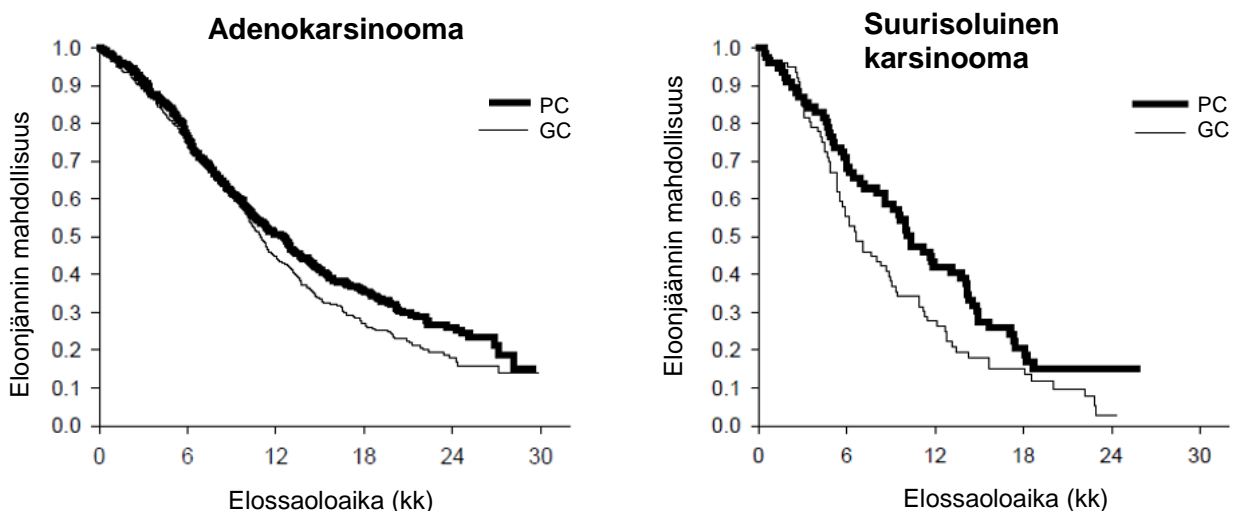 Adenokarsinooma
Eloonjännin mahdollisuus
1.0
0.9
0.8
0.7
0.6
0.5
0.4
0.3
0.2
0.1
0.0
PC
GC
0 6 12 18 24 30
Elossaoloaika (kk)
Suurisoluinen
karsinooma
Eloonjäännin mahdollisuus
1.0
0.9
0.8
0.7
0.6
0.5
0.4
0.3
0.2
0.1
0.0
PC
GC
0 6 12 18 24 30
Elossaoloaika (kk)